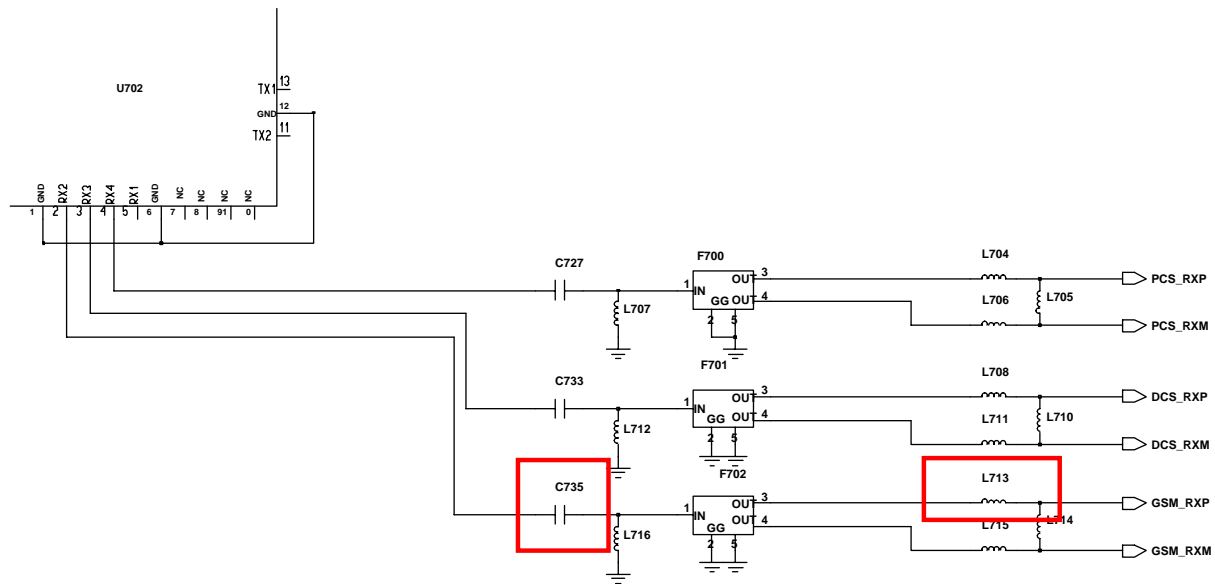 U702
TX1 13
GND 12
TX2 11
GND RX2 RX3 RX4 RX1 GND NC NC NC NC
1 2 3 4 5 6 7 8 91 0
C727
L707
F700
1 IN OUT 3
GG OUT 4
2 5
L704
L706
L705
PCS_RXP
PCS_RXM
C733
L712
F701
1 IN OUT 3
GG OUT 4
2 5
L708
L711
L710
DCS_RXP
DCS_RXM
C735
L716
F702
1 IN OUT 3
GG OUT 4
2 5
L713
L715
L714
GSM_RXP
GSM_RXM